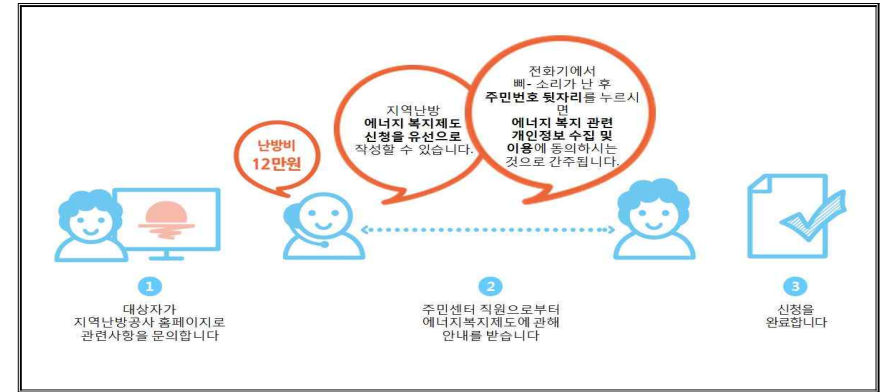 난방비
12만원
지역난방
에너지 복지제도
신청을 유선으로
작성할 수 있습니다.
전화기에서
삐- 소리가 난 후
주민번호 뒷자리를 누르시
면
에너지 복지 관련
개인정보 수집 및
이용에 동의하시는
것으로 간주됩니다.
1
대상자가
지역난방공사 홈페이지로
관련사항을 문의합니다
2
주민센터 직원으로부터
에너지복지제도에 관해
안내를 받습니다
3
신청을
완료합니다